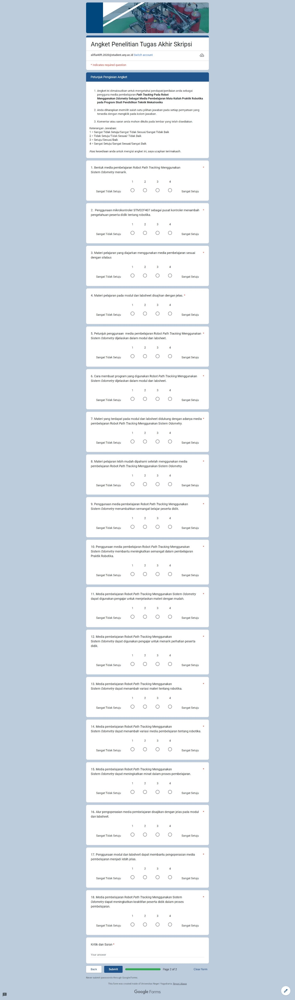 Angket Penelitian Tugas Akhir Skripsi
alifia40ft.2020@student.uny.ac.id Switch account
* Indicates required question
Petunjuk Pengisian Angket
1. Angket ini dimaksudkan untuk mengetahui pendapat/penilaian anda sebagai
pengguna media pembelajaran Path Tracking Pada Robot
Menggunakan Odometry Sebagai Media Pembelajaran Mata Kuliah Praktik Robotika
pada Program Studi Pendidikan Teknik Mekatronika
2. Anda diharapkan memilih salah satu pilihan jawaban pada setiap pernyataan yang
tersedia dengan mengklik pada kolom jawaban.
3. Komentar atau saran anda mohon ditulis pada lembar yang telah disediakan.
Keterangan Jawaban:
1 = Sangat Tidak Setuju/Sangat Tidak Sesuai/Sangat Tidak Baik
2 = Tidak Setuju/Tidak Sesuai/ Tidak Baik
3 = Setuju/Sesuai/Baik
4 = Sangat Setuju/Sangat Sesuai/Sangat Baik
Atas kesediaan anda untuk mengisi angket ini, saya ucapkan terimakasih.
1. Bentuk media pembelajaran Robot Path Tracking Menggunakan *
Sistem Odometry menarik.
1 2 3 4
Sangat Tidak Setuju Sangat Setuju
2. Penggunaan mikrokontroler STM32F407 sebagai pusat kontroler menambah *
pengetahuan peserta didik tentang robotika.
1 2 3 4
Sangat Tidak Setuju Sangat Setuju
3. Materi pelajaran yang diajarkan menggunakan media pembelajaran sesuai *
dengan silabus
1 2 3 4
Sangat Tidak Setuju Sangat Setuju
4. Materi pelajaran pada modul dan labsheet disajikan dengan jelas. *
1 2 3 4
Sangat Tidak Setuju Sangat Setuju
5. Petunjuk penggunaan media pembelajaran Robot Path Tracking Menggunakan *
Sistem Odometry dijelaskan dalam modul dan labsheet.
1 2 3 4
Sangat Tidak Setuju Sangat Setuju
6. Cara membuat program yang digunakan Robot Path Tracking Menggunakan *
Sistem Odometry dijelaskan dalam modul dan labsheet.
1 2 3 4
Sangat Tidak Setuju Sangat Setuju
7. Materi yang terdapat pada modul dan labsheet didukung dengan adanya media *
pembelajaran Robot Path Tracking Menggunakan Sistem Odometry.
1 2 3 4
Sangat Tidak Setuju Sangat Setuju
8. Materi pelajaran lebih mudah dipahami setelah menggunakan media *
pembelajaran Robot Path Tracking Menggunakan Sistem Odometry.
1 2 3 4
Sangat Tidak Setuju Sangat Setuju
9. Penggunaan media pembelajaran Robot Path Tracking Menggunakan *
Sistem Odometry menumbuhkan semangat belajar peserta didik.
1 2 3 4
Sangat Tidak Setuju Sangat Setuju
10. Penggunaan media pembelajaran Robot Path Tracking Menggunakan *
Sistem Odometry membantu meningkatkan semangat dalam pembelajaran
Praktik Robotika.
1 2 3 4
Sangat Tidak Setuju Sangat Setuju
11. Media pembelajaran Robot Path Tracking Menggunakan Sistem Odometry *
dapat digunakan pengajar untuk menjelaskan materi dengan mudah.
1 2 3 4
Sangat Tidak Setuju Sangat Setuju
12. Media pembelajaran Robot Path Tracking Menggunakan *
Sistem Odometry dapat digunakan pengajar untuk menarik perhatian peserta
didik.
1 2 3 4
Sangat Tidak Setuju Sangat Setuju
13. Media pembelajaran Robot Path Tracking Menggunakan *
Sistem Odometry dapat menambah variasi materi tentang robotika.
1 2 3 4
Sangat Tidak Setuju Sangat Setuju
14. Media pembelajaran Robot Path Tracking Menggunakan *
Sistem Odometry dapat menambah variasi media pembelajaran tentang robotika.
1 2 3 4
Sangat Tidak Setuju Sangat Setuju
15. Media pembelajaran Robot Path Tracking Menggunakan *
Sistem Odometry dapat meningkatkan minat dalam proses pembelajaran.
1 2 3 4
Sangat Tidak Setuju Sangat Setuju
16. Alur pengoperasian media pembelajaran disajikan dengan jelas pada modul *
dan labsheet.
1 2 3 4
Sangat Tidak Setuju Sangat Setuju
17. Penggunaan modul dan labsheet dapat membantu pengoperasian media *
pembelajaran menjadi lebih jelas.
1 2 3 4
Sangat Tidak Setuju Sangat Setuju
18. Media pembelajaran Robot Path Tracking Menggunakan Sistem *
Odometry dapat meningkatkan keaktifan peserta didik dalam proses
pembelajaran.
1 2 3 4
Sangat Tidak Setuju Sangat Setuju
Kritik dan Saran *
Your answer
Back Submit Page 2 of 2 Clear form
Never submit passwords through Google Forms.
This form was created inside of Universitas Negeri Yogyakarta. Report Abuse
Google Forms